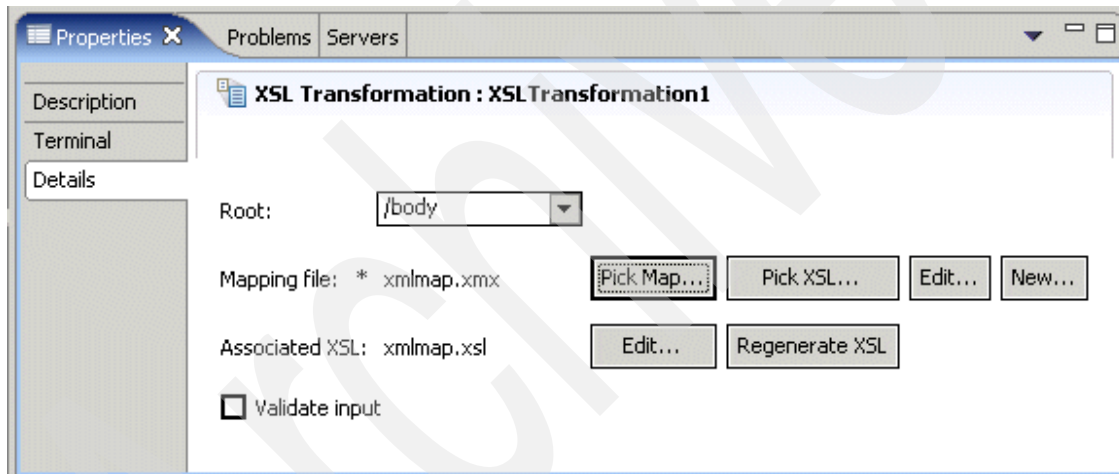 Properties Problems Servers
Description
Terminal
Details
XSL Transformation : XSLTransformation1
Root: /body
Mapping file: * xmlmap.xmx Pick Map... Pick XSL... Edit... New...
Associated XSL: xmlmap.xsl Edit... Regenerate XSL
Validate input